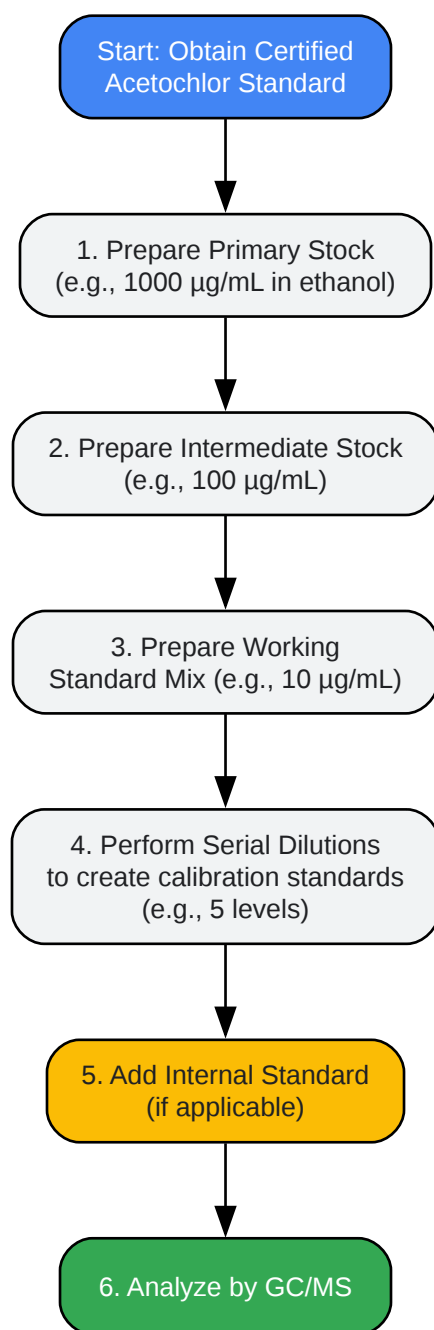 Start: Obtain Certified
Acetochlor Standard
1. Prepare Primary Stock
(e.g., 1000 µg/mL in ethanol)
2. Prepare Intermediate Stock
(e.g., 100 µg/mL)
3. Prepare Working
Standard Mix (e.g., 10 µg/mL)
4. Perform Serial Dilutions
to create calibration standards
(e.g., 5 levels)
5. Add Internal Standard
(if applicable)
6. Analyze by GC/MS